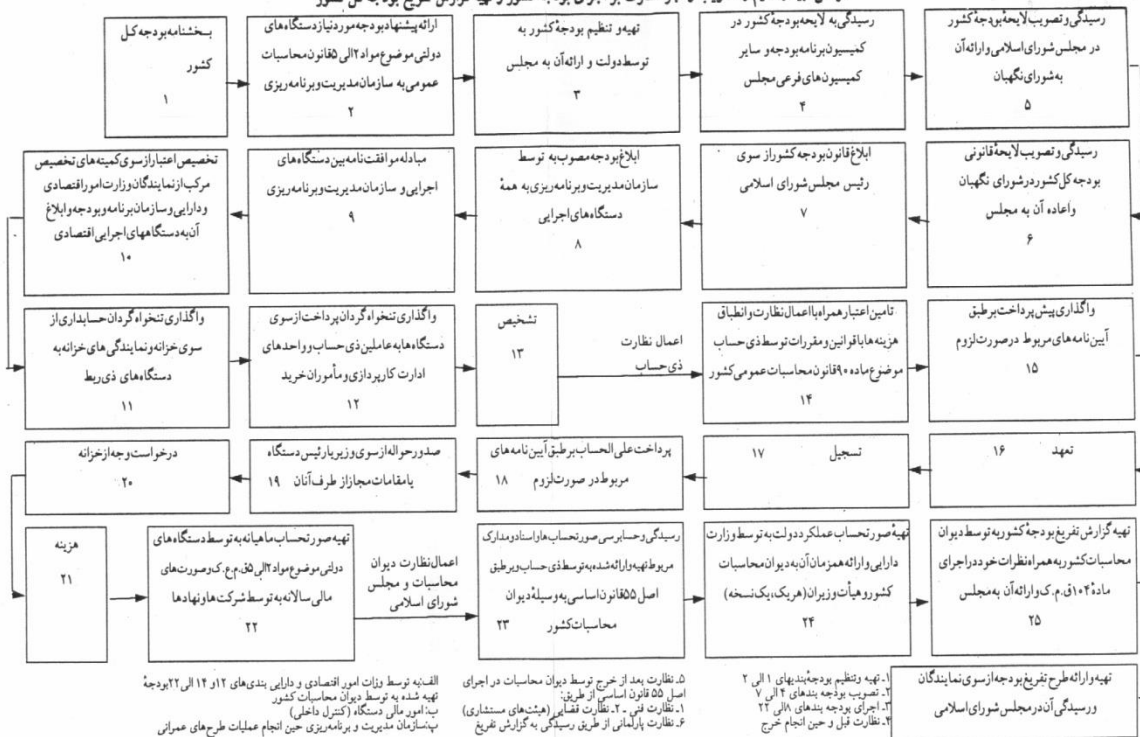 بخشنامه بودجه کل
کشور
۱
ارائه پیشنهاد بودجه مورد نیاز دستگاه های
دولتی موضوع مواد ۲ الی ۵ قانون محاسبات
عمومی به سازمان مدیریت و برنامه ریزی
۲
تهیه و تنظیم بودجهٔ کشور به
توسط دولت و ارائه آن به مجلس
۳
رسیدگی به لایحهٔ بودجهٔ کشور در
کمیسیون برنامه بودجه و سایر
کمیسیون های فرعی مجلس
۴
رسیدگی و تصویب لایحهٔ بودجهٔ کشور
در مجلس شورای اسلامی و ارائه آن
به شورای نگهبان
۵
رسیدگی و تصویب لایحهٔ قانونی
بودجه کل کشور در شورای نگهبان
و اعاده آن به مجلس
۶
ابلاغ قانون بودجه کشور از سوی
رئیس مجلس شورای اسلامی
۷
ابلاغ بودجه مصوب به توسط
سازمان مدیریت و برنامه ریزی به همهٔ
دستگاه های اجرایی
۸
مبادله موافقت نامه بین دستگاه های
اجرایی و سازمان مدیریت و برنامه ریزی
۹
تخصیص اعتبار از سوی کمیته های تخصیص
مرکب از نمایندگان وزارت امور اقتصادی
و دارایی و سازمان برنامه و بودجه و ابلاغ
آن به دستگاههای اجرایی اقتصادی
۱۰
واگذاری تنخواه گردان حسابداری از
سوی خزانه و نمایندگی های خزانه به
دستگاه های ذی ربط
۱۱
واگذاری تنخواه گردان پرداخت از سوی
دستگاه ها به عاملین ذی حساب و واحدهای
ادارت کارپردازی و مأموران خرید
۱۲
تشخیص
۱۳
اعمال نظارت
ذی حساب
تامین اعتبار همراه با اعمال نظارت و انطباق
هزینه ها با قوانین و مقررات توسط ذی حساب
موضوع ماده ۹۰ قانون محاسبات عمومی کشور
۱۴
واگذاری پیش پرداخت بر طبق
آیین نامه های مربوط در صورت لزوم
۱۵
تعهد ۱۶
تسجیل ۱۷
پرداخت علی الحساب بر طبق آیین نامه های
مربوط در صورت لزوم ۱۸
صدور حواله از سوی وزیر یا رئیس دستگاه
یا مقامات مجاز از طرف آنان ۱۹
درخواست وجه از خزانه
۲۰
هزینه
۲۱
تهیه صورتحساب ماهیانه به توسط دستگاه های
دولتی موضوع مواد ۲ الی ۵ ق.م.ع.ک و صورت های
مالی سالانه به توسط شرکت ها و نهادها
۲۲
اعمال نظارت دیوان
محاسبات و مجلس
شورای اسلامی
رسیدگی و حسابرسی صورتحساب ها و اسناد و مدارک
مربوط تهیه و ارائه شده به توسط ذی حساب و بر طبق
اصل ۵۵ قانون اساسی به وسیلهٔ دیوان
محاسبات کشور ۲۳
تهیهٔ صورتحساب عملکرد دولت به توسط وزارت
دارایی و ارائه همزمان آن به دیوان محاسبات
کشور و هیأت وزیران (هر یک، یک نسخه)
۲۴
تهیه گزارش تفریغ بودجهٔ کشور به توسط دیوان
محاسبات کشور به همراه نظرات خود در اجرای
مادهٔ ۱۰۴ ق.م.ک و ارائه آن به مجلس
۲۵
تهیه و ارائه طرح تفریغ بودجه از سوی نمایندگان
و رسیدگی آن در مجلس شورای اسلامی
۱- تهیه وتنظیم بودجه بندیهای ۱ الی ۲
۲- تصویب بودجه بندهای ۴ الی ۷
۳- اجرای بودجه بندهای ۸ الی ۲۲
۴- نظارت قبل و حین انجام خرج
۵- نظارت بعد از خرج توسط دیوان محاسبات در اجرای
اصل ۵۵ قانون اساسی از طریق:
۱- نظارت فنی ـ ۲- نظارت قضایی (هیئت های مستشاری)
۶- نظارت پارلمانی از طریق رسیدگی به گزارش تفریغ
الف: به توسط وزات امور اقتصادی و دارایی بندی های ۱۲ و ۱۴ الی ۲۲ بودجهٔ
تهیه شده به توسط دیوان محاسبات کشور
ب: امور مالی دستگاه (کنترل داخلی)
پ: سازمان مدیریت و برنامه ریزی حین انجام عملیات طرح های عمرانی